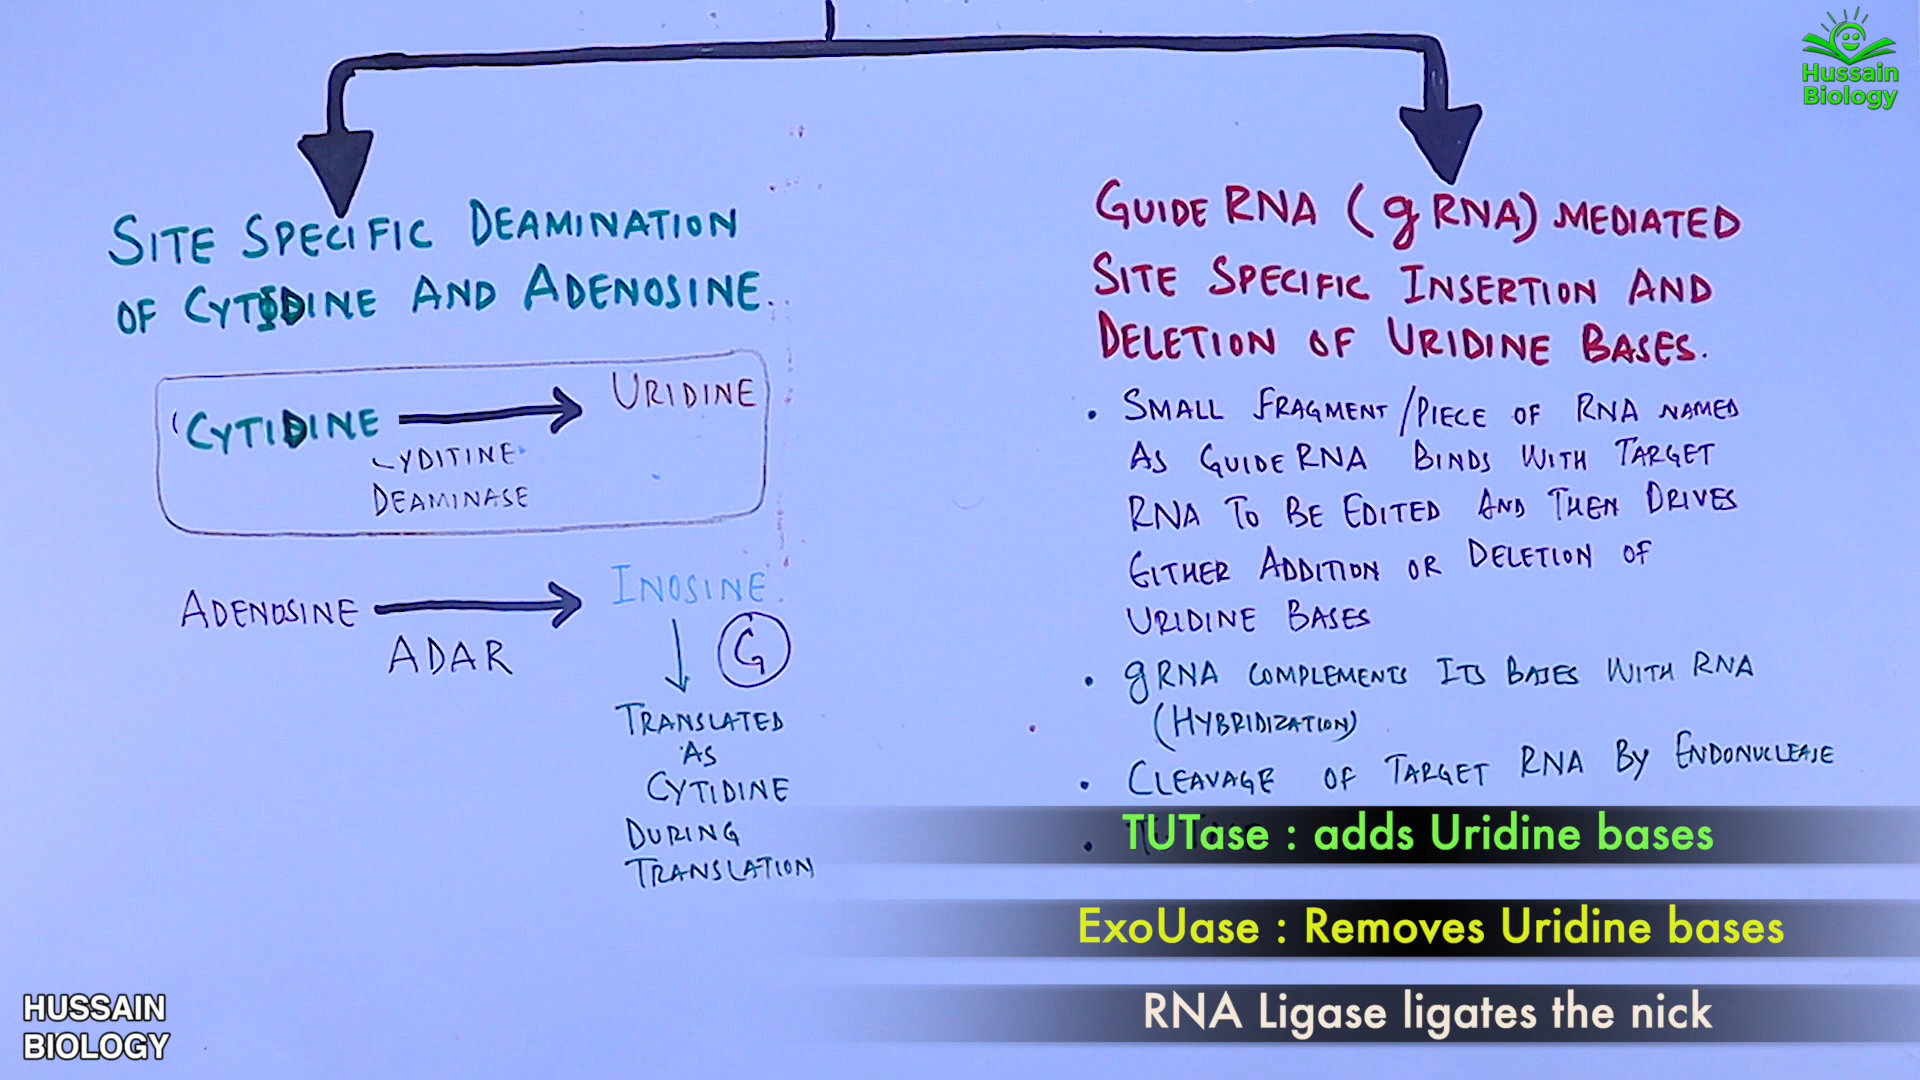 Hussain
Biology
SITE SPECIFIC DEAMINATION
OF CYTIDINE AND ADENOSINE..
CYTIDINE
URIDINE
CYDITINE
DEAMINASE
ADENOSINE
INOSINE.
ADAR
G
TRANSLATED
AS
CYTIDINE
DURING
TRANSLATION
GUIDE RNA (gRNA) MEDIATED
SITE SPECIFIC INSERTION AND
DELETION OF URIDINE BASES.
• SMALL FRAGMENT/PIECE OF RNA NAMED
AS GUIDE RNA BINDS WITH TARGET
RNA TO BE EDITED AND THEN DRIVES
EITHER ADDITION OR DELETION OF
URIDINE BASES
• gRNA COMPLEMENTS ITS BASES WITH RNA
(HYBRIDIZATION)
• CLEAVAGE OF TARGET RNA BY ENDONUCLEASE
TUTase : adds Uridine bases
ExoUase : Removes Uridine bases
RNA Ligase ligates the nick
HUSSAIN
BIOLOGY